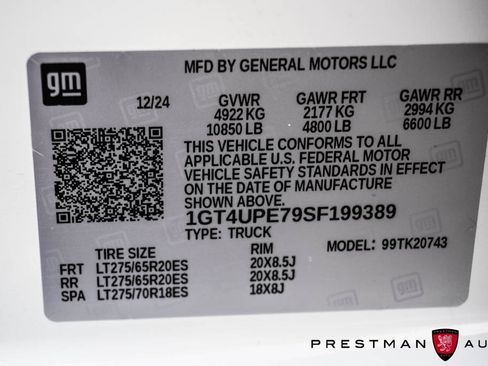 gm
MFD BY GENERAL MOTORS LLC
12/24 GVWR GAWR FRT GAWR RR
4922 KG 2177 KG 2994 KG
10850 LB 4800 LB 6600 LB
THIS VEHICLE CONFORMS TO ALL
APPLICABLE U.S. FEDERAL MOTOR
VEHICLE SAFETY STANDARDS IN EFFECT
ON THE DATE OF MANUFACTURE
SHOWN ABOVE.
1GT4UPE79SF199389
TYPE: TRUCK MODEL: 99TK20743
TIRE SIZE RIM
FRT LT275/65R20ES 20X8.5J
RR LT275/65R20ES 20X8.5J
SPA LT275/70R18ES 18X8J
PRESTMAN AU